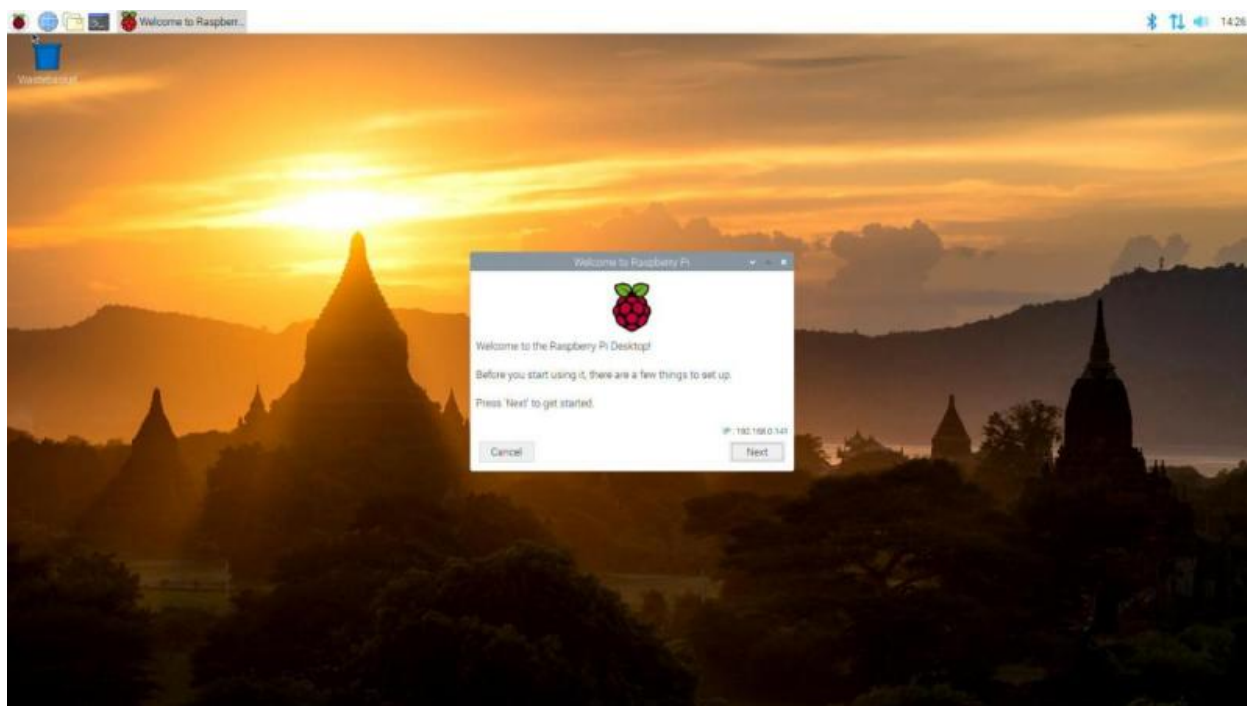 Welcome to Raspberr...
14:26
Wastebasket
Welcome to Raspberry Pi
Welcome to the Raspberry Pi Desktop!
Before you start using it, there are a few things to set up.
Press 'Next' to get started.
IP : 192.168.0.141
Cancel
Next